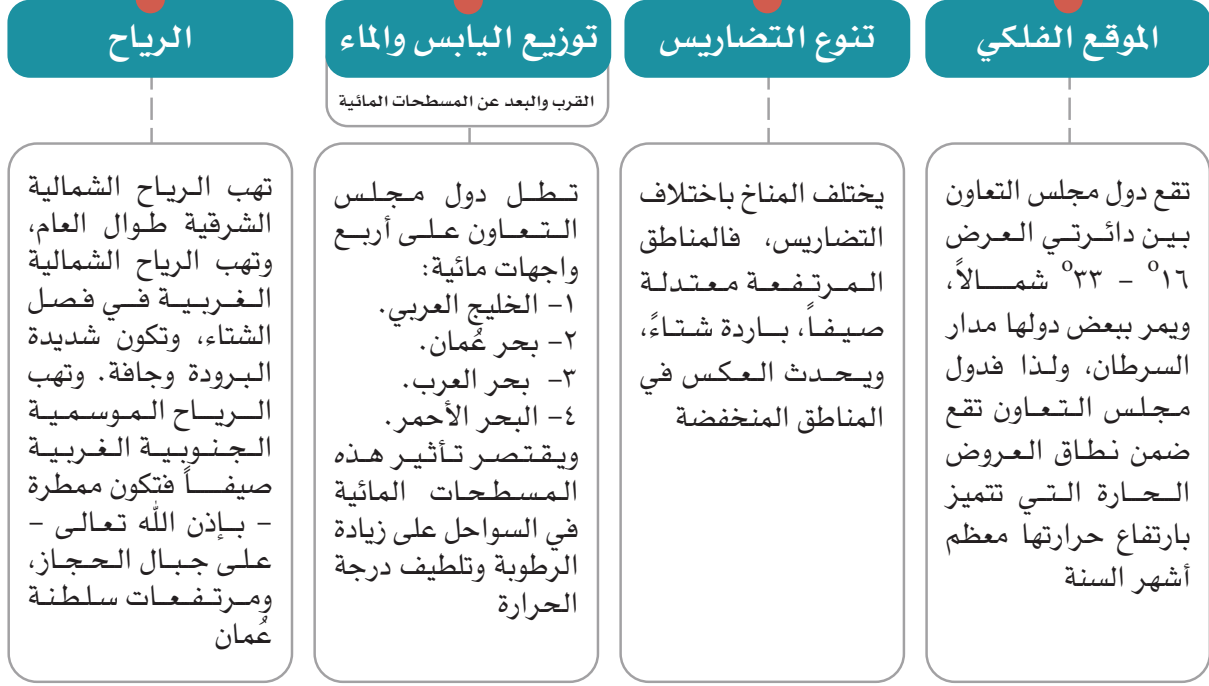 الموقع الفلكي
تقع دول مجلس التعاون
بين دائرتي العرض
١٦° - ٣٣° شمالاً،
ويمر ببعض دولها مدار
السرطان، ولذا فدول
مجلس التعاون تقع
ضمن نطاق العروض
الحارة التي تتميز
بارتفاع حرارتها معظم
أشهر السنة
تنوع التضاريس
يختلف المناخ باختلاف
التضاريس، فالمناطق
المرتفعة معتدلة
صيفاً، باردة شتاءً،
ويحدث العكس في
المناطق المنخفضة
توزيع اليابس والماء
القرب والبعد عن المسطحات المائية
تطل دول مجلس
التعاون على أربع
واجهات مائية:
١- الخليج العربي.
٢- بحر عُمان.
٣- بحر العرب.
٤- البحر الأحمر.
ويقتصر تأثير هذه
المسطحات المائية
في السواحل على زيادة
الرطوبة وتلطيف درجة
الحرارة
الرياح
تهب الرياح الشمالية
الشرقية طوال العام،
وتهب الرياح الشمالية
الغربية في فصل
الشتاء، وتكون شديدة
البرودة وجافة. وتهب
الرياح الموسمية
الجنوبية الغربية
صيفاً فتكون ممطرة
- بإذن الله تعالى -
على جبال الحجاز،
ومرتفعات سلطنة
عُمان